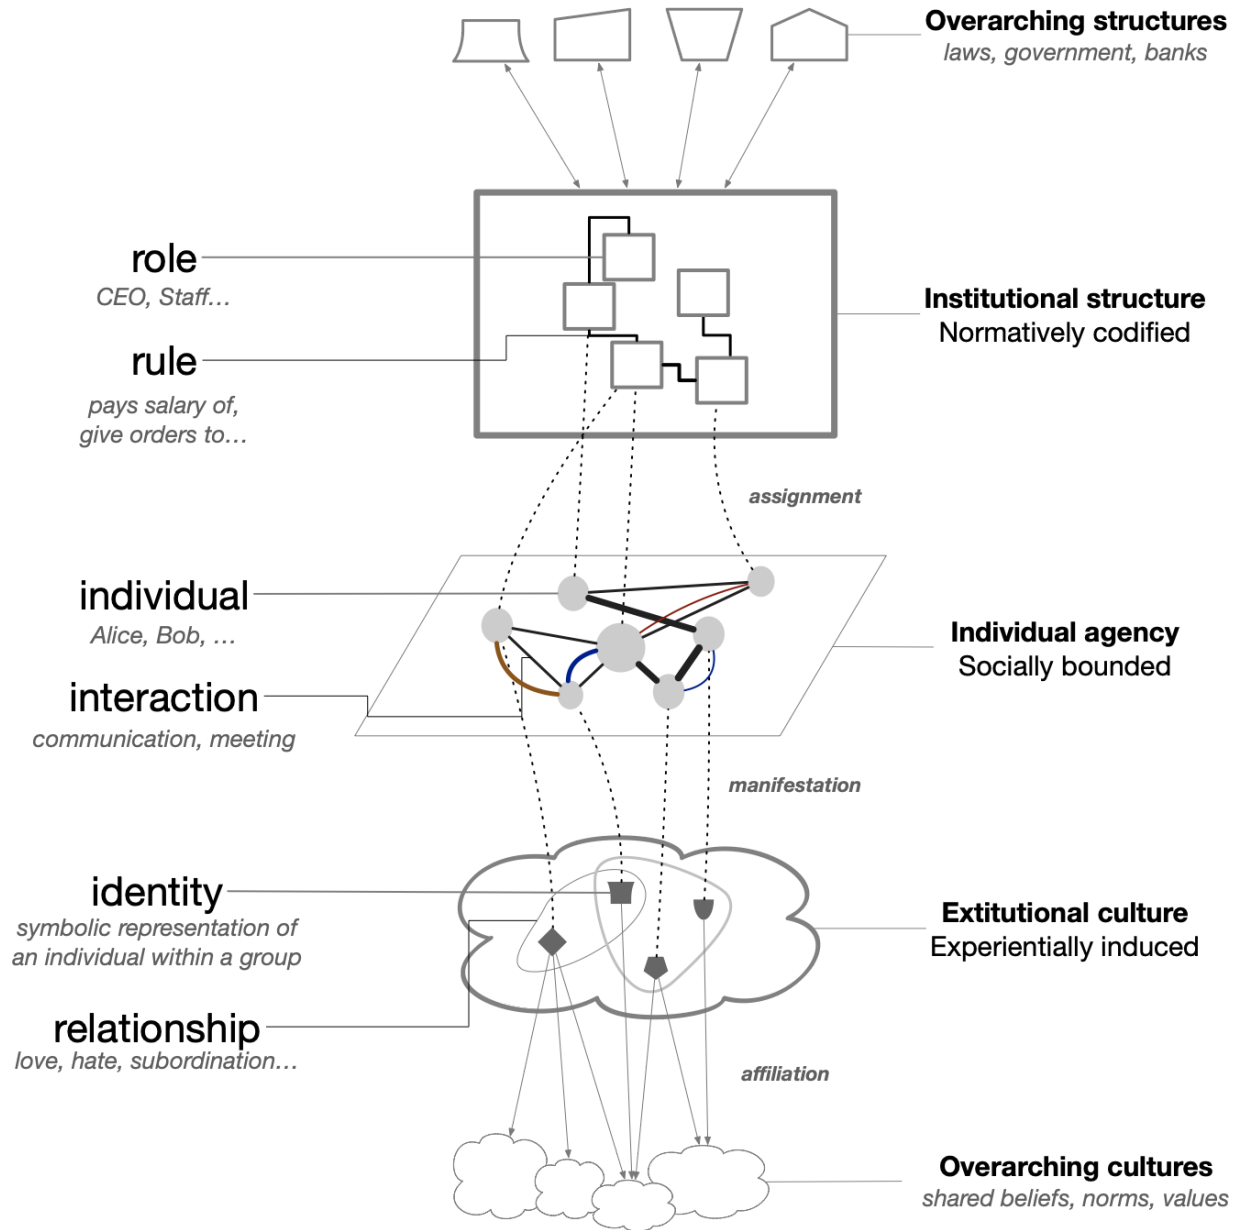 Overarching structures
laws, government, banks
role
CEO, Staff…
Institutional structure
Normatively codified
rule
pays salary of,
give orders to…
assignment
individual
Alice, Bob, …
Individual agency
Socially bounded
interaction
communication, meeting
manifestation
identity
symbolic representation of
an individual within a group
Extitutional culture
Experientially induced
relationship
love, hate, subordination…
affiliation
Overarching cultures
shared beliefs, norms, values